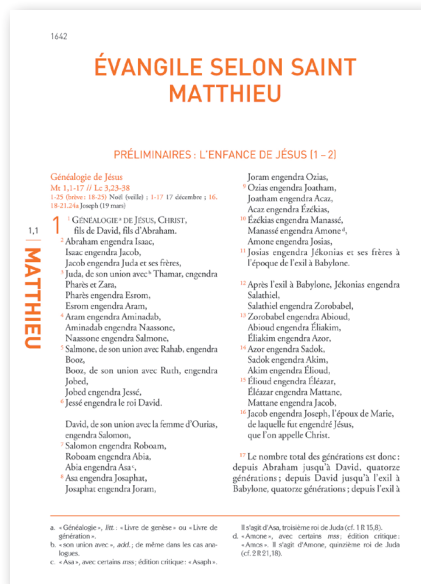 1642
ÉVANGILE SELON SAINT
MATTHIEU
PRÉLIMINAIRES : L'ENFANCE DE JÉSUS (1 – 2)
Généalogie de Jésus
Mt 1,1-17 // Lc 3,23-38
1-25 (brève : 18-25) Noël (veille) ; 1-17 17 décembre ; 16.
18-21.24a Joseph (19 mars)
1,1
MATTHIEU
1 1 GÉNÉALOGIE a DE JÉSUS, CHRIST,
fils de David, fils d'Abraham.
2 Abraham engendra Isaac,
Isaac engendra Jacob,
Jacob engendra Juda et ses frères,
3 Juda, de son union avec b Thamar, engendra
Pharès et Zara,
Pharès engendra Esrom,
Esrom engendra Aram,
4 Aram engendra Aminadab,
Aminadab engendra Naassone,
Naassone engendra Salmone,
5 Salmone, de son union avec Rahab, engendra
Booz,
Booz, de son union avec Ruth, engendra
Jobed,
Jobed engendra Jessé,
6 Jessé engendra le roi David.
David, de son union avec la femme d'Ourias,
engendra Salomon,
7 Salomon engendra Roboam,
Roboam engendra Abia,
Abia engendra Asa c,
8 Asa engendra Josaphat,
Josaphat engendra Joram,
Joram engendra Ozias,
9 Ozias engendra Joatham,
Joatham engendra Acaz,
Acaz engendra Ézékias,
10 Ézékias engendra Manassé,
Manassé engendra Amone d,
Amone engendra Josias,
11 Josias engendra Jékonias et ses frères à
l'époque de l'exil à Babylone.
12 Après l'exil à Babylone, Jékonias engendra
Salathiel,
Salathiel engendra Zorobabel,
13 Zorobabel engendra Abioud,
Abioud engendra Éliakim,
Éliakim engendra Azor,
14 Azor engendra Sadok,
Sadok engendra Akim,
Akim engendra Élioud,
15 Élioud engendra Éléazar,
Éléazar engendra Mattane,
Mattane engendra Jacob,
16 Jacob engendra Joseph, l'époux de Marie,
de laquelle fut engendré Jésus,
que l'on appelle Christ.
17 Le nombre total des générations est donc :
depuis Abraham jusqu'à David, quatorze
générations ; depuis David jusqu'à l'exil à
Babylone, quatorze générations ; depuis l'exil à
a. « Généalogie », litt. : « Livre de genèse » ou « Livre de
génération ».
b. « son union avec », add. ; de même dans les cas ana-
logues.
c. « Asa », avec certains mss ; édition critique : « Asaph ».
Il s'agit d'Asa, troisième roi de Juda (cf. 1 R 15,8).
d. « Amone », avec certains mss ; édition critique :
« Amos ». Il s'agit d'Amone, quinzième roi de Juda
(cf. 2 R 21,18).